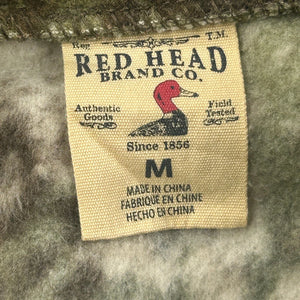 Reg. T.M.
RED HEAD
BRAND CO.
Authentic Goods
Field Tested
Since 1856
M
MADE IN CHINA
FABRIQUÉ EN CHINE
HECHO EN CHINA